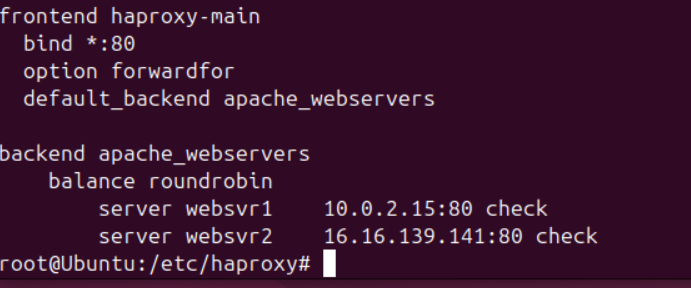 frontend haproxy-main
  bind *:80
  option forwardfor
  default_backend apache_webservers

backend apache_webservers
    balance roundrobin
        server websvr1    10.0.2.15:80 check
        server websvr2    16.16.139.141:80 check
root@Ubuntu:/etc/haproxy#